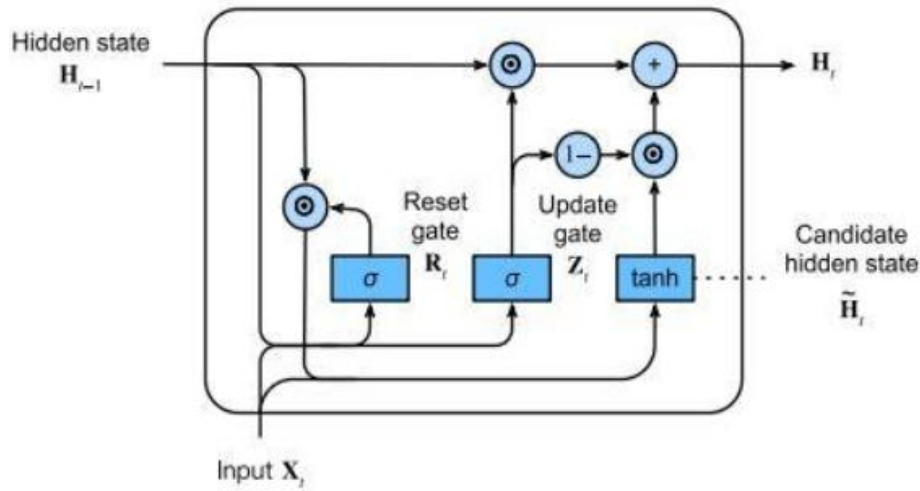 Hidden state
H_{t-1}
⊙
+
H_t
1−
⊙
⊙
Reset
gate
R_t
Update
gate
Z_t
σ
σ
tanh
Candidate
hidden state
H̃_t
Input X_t